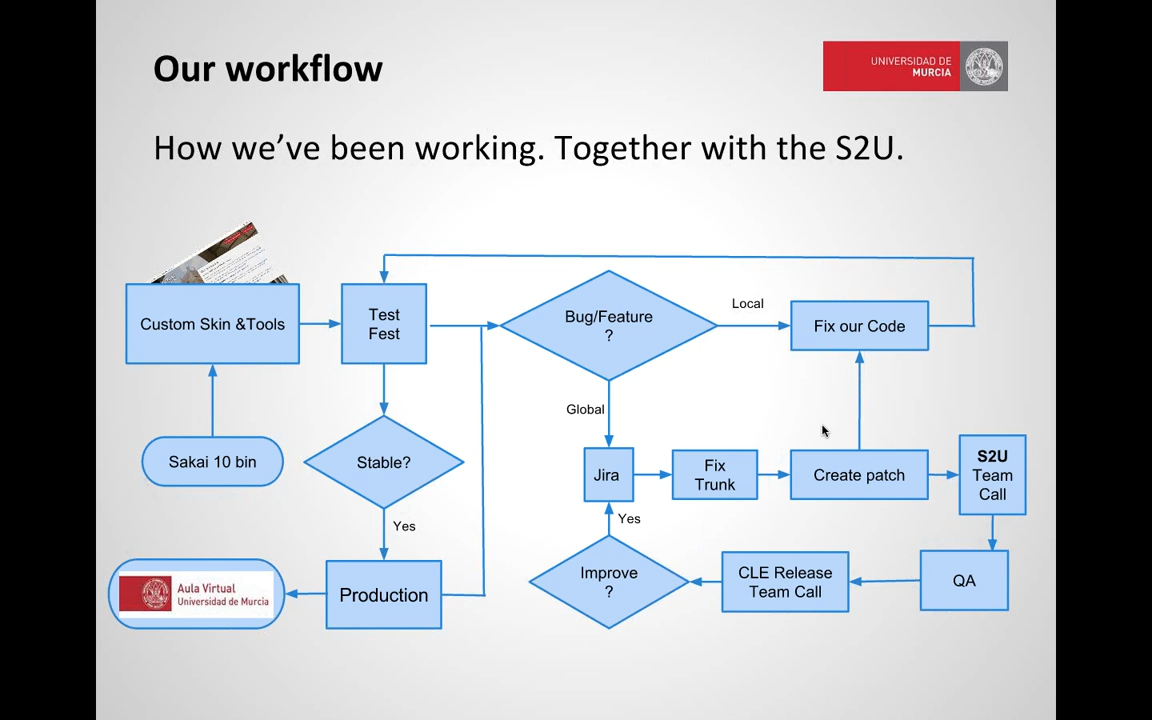 Our workflow
UNIVERSIDAD DE
MURCIA
How we’ve been working. Together with the S2U.
Custom Skin &Tools
Test
Fest
Bug/Feature
?
Local
Fix our Code
Global
Sakai 10 bin
Stable?
Jira
Fix
Trunk
Create patch
S2U
Team
Call
Yes
Yes
Aula Virtual
Universidad de Murcia
Production
Improve
?
CLE Release
Team Call
QA